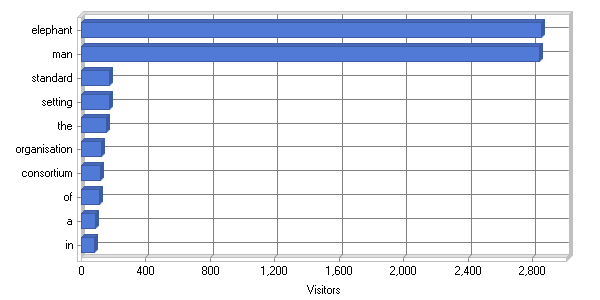 elephant
man
standard
setting
the
organisation
consortium
of
a
in
0 400 800 1,200 1,600 2,000 2,400 2,800
Visitors